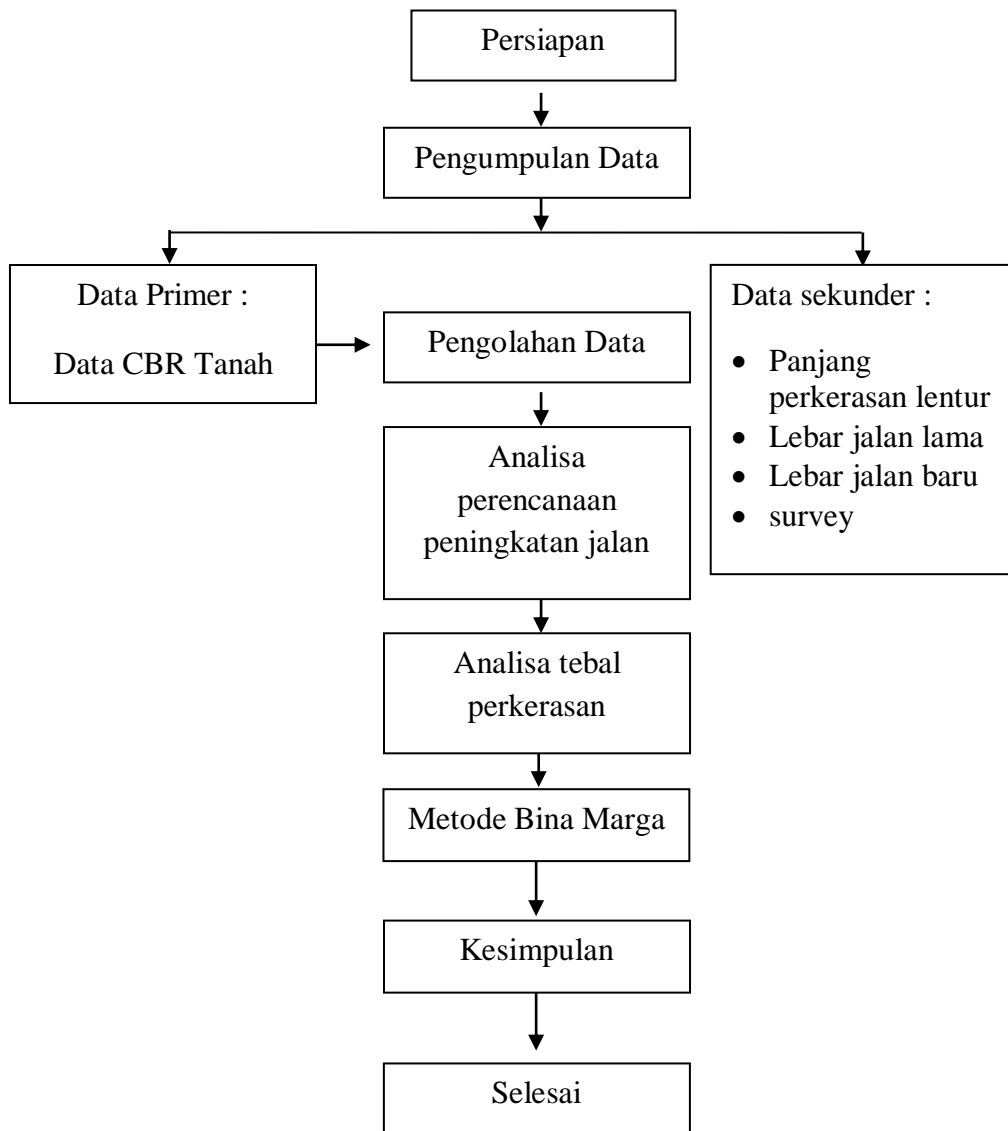 Persiapan
Pengumpulan Data
Data Primer :
Data CBR Tanah
Pengolahan Data
Data sekunder :
• Panjang
perkerasan lentur
• Lebar jalan lama
• Lebar jalan baru
• survey
Analisa
perencanaan
peningkatan jalan
Analisa tebal
perkerasan
Metode Bina Marga
Kesimpulan
Selesai